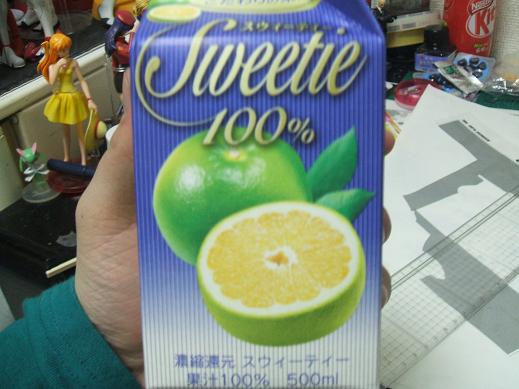 スウィーティー
Sweetie
100%
濃縮還元 スウィーティー
果汁100% 500ml
Kit